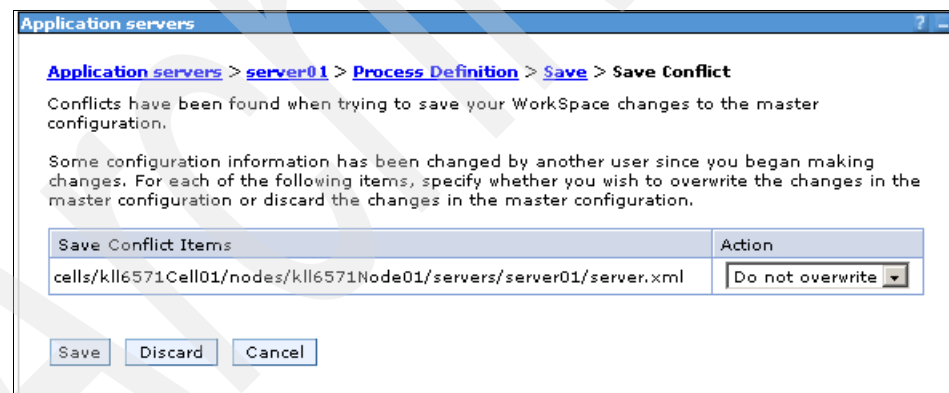 Application servers ? _
Application servers > server01 > Process Definition > Save > Save Conflict
Conflicts have been found when trying to save your WorkSpace changes to the master
configuration.
Some configuration information has been changed by another user since you began making
changes. For each of the following items, specify whether you wish to overwrite the changes in the
master configuration or discard the changes in the master configuration.
Save Conflict Items Action
cells/kll6571Cell01/nodes/kll6571Node01/servers/server01/server.xml Do not overwrite
Save Discard Cancel